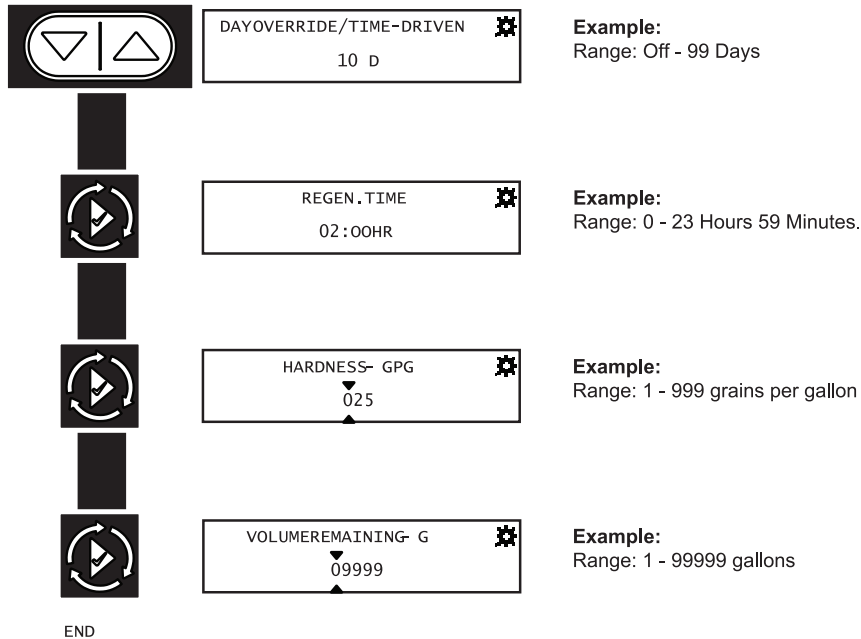 DAYOVERRIDE/TIME-DRIVEN
10 D
Example:
Range: Off - 99 Days
REGEN.TIME
02:OOHR
Example:
Range: 0 - 23 Hours 59 Minutes.
HARDNESS- GPG
025
Example:
Range: 1 - 999 grains per gallon
VOLUMEREMAINING- G
09999
Example:
Range: 1 - 99999 gallons
END